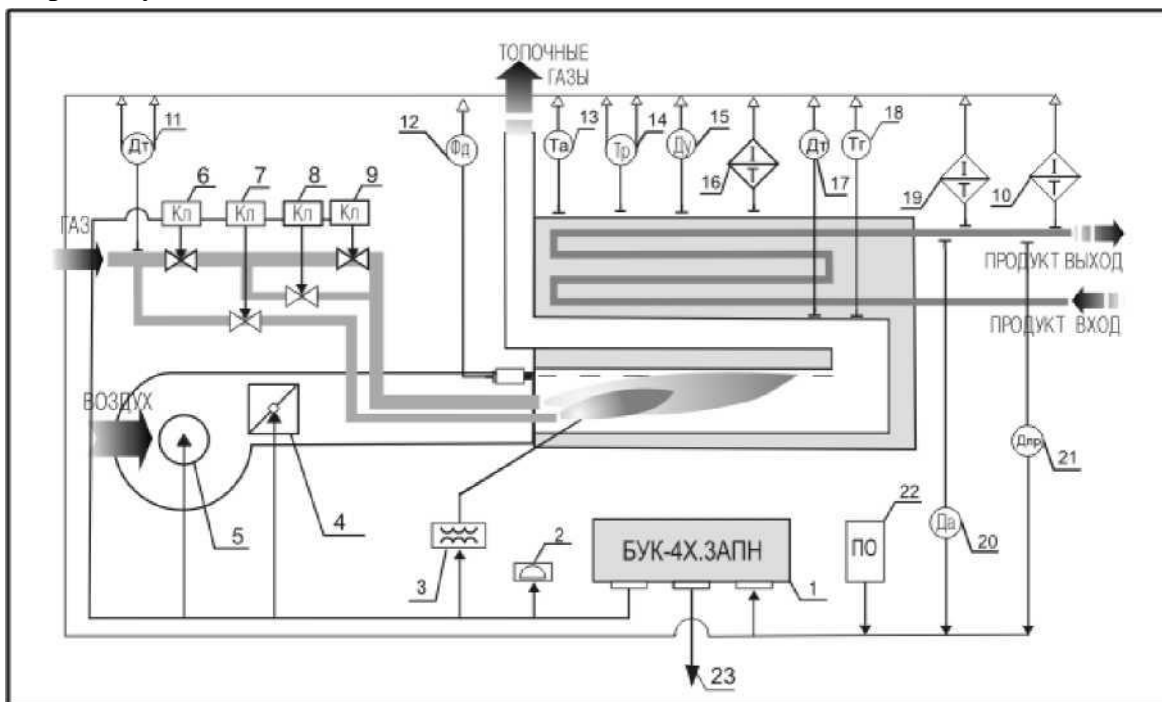 ТОПОЧНЫЕ
ГАЗЫ
11
Дт
12
Фд
13
Та
14
Тр
15
Ду
16
I
Т
Дт
17
18
Тг
19
I
Т
10
I
Т
6
7
8
9
Кл
Кл
Кл
Кл
ГАЗ
ПРОДУКТ ВЫХОД
ПРОДУКТ ВХОД
ВОЗДУХ
5
4
3
2
БУК-4Х.ЗАПН
1
22
ПО
Да
20
Дпр
21
23